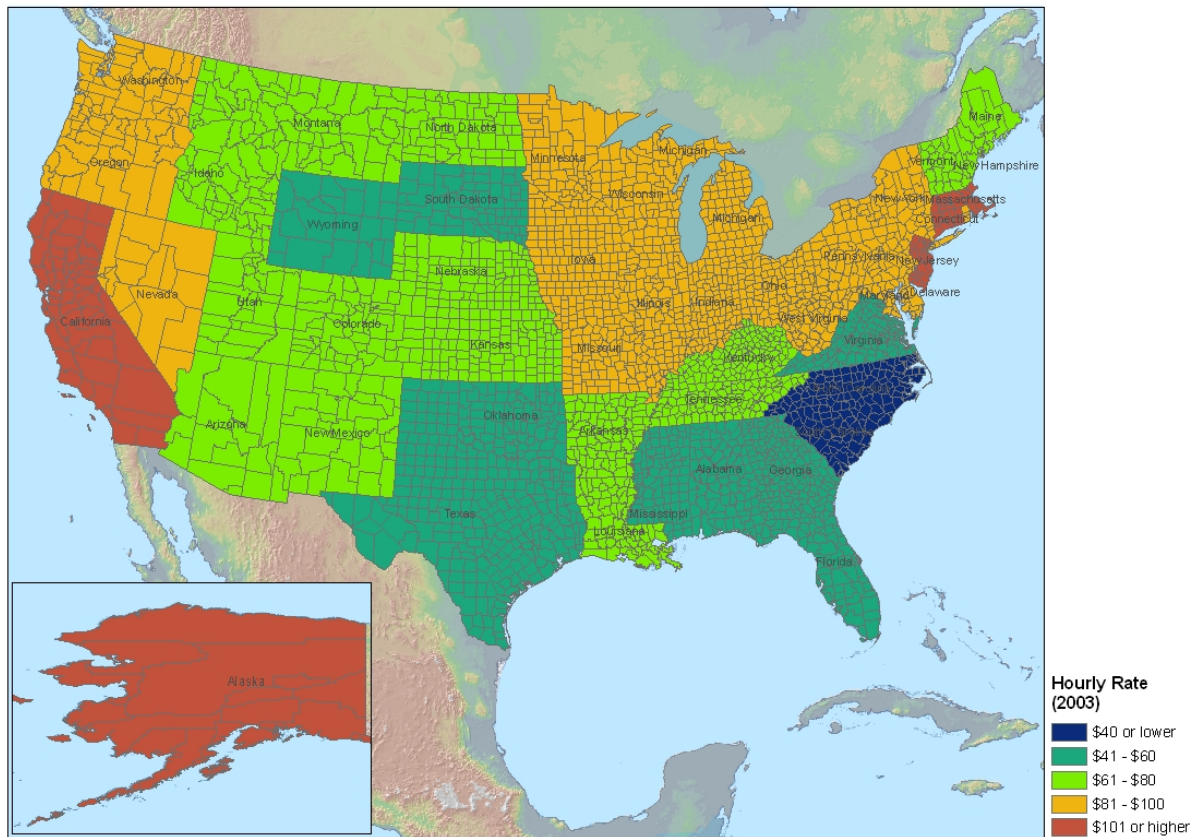 Washington
Montana
North Dakota
Minnesota
Michigan
Maine
Oregon
Idaho
Wisconsin
Vermont
New Hampshire
South Dakota
Michigan
New York
Massachusetts
Wyoming
Connecticut
Iowa
Pennsylvania
New Jersey
Nebraska
Ohio
Nevada
Utah
Illinois
Indiana
Maryland
Delaware
California
Colorado
West Virginia
Kansas
Missouri
Virginia
Kentucky
Tennessee
Oklahoma
Arizona
New Mexico
Arkansas
Alabama
Georgia
Texas
Mississippi
Louisiana
Florida
Alaska
Hourly Rate
(2003)
$40 or lower
$41 - $60
$61 - $80
$81 - $100
$101 or higher